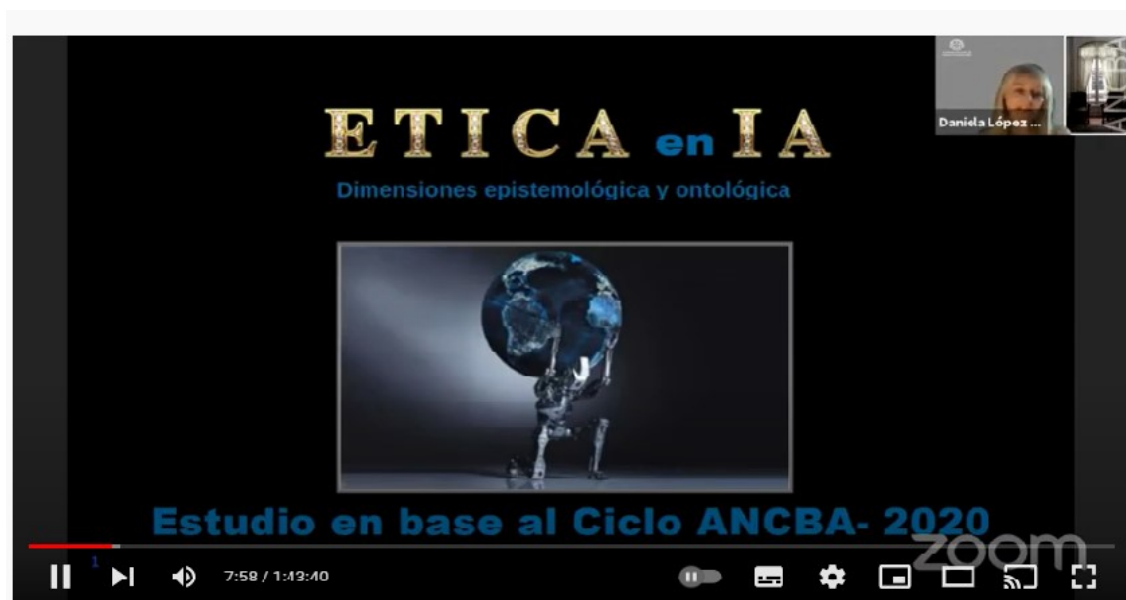 ETICA en IA
Dimensiones epistemológica y ontológica
Daniela López ...
ANCBA
Estudio en base al Ciclo ANCBA- 2020
zoom
1
7:58 / 1:43:40